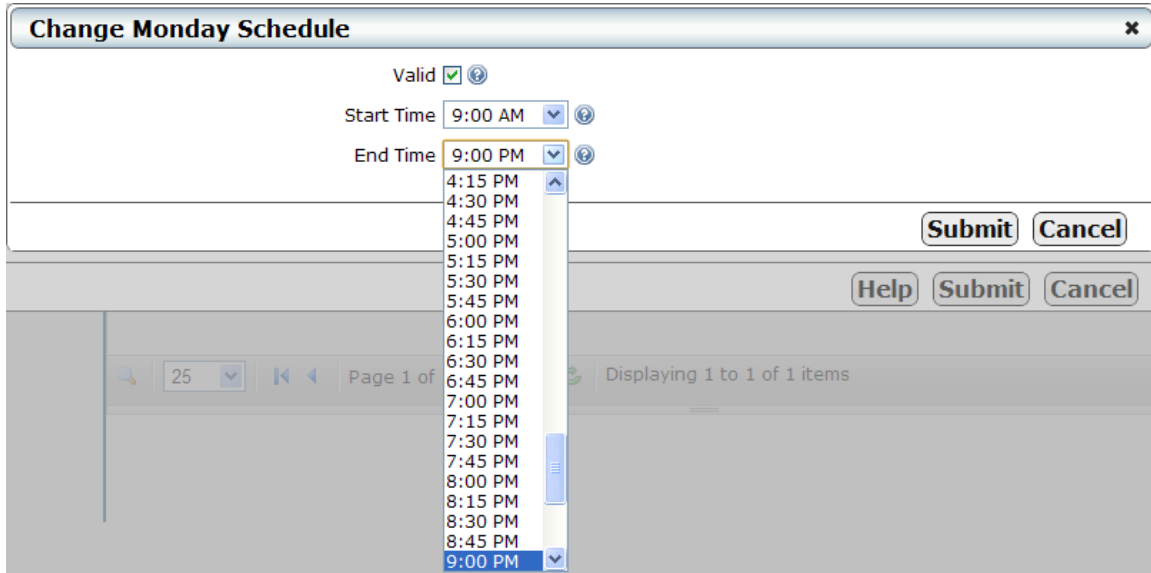 Change Monday Schedule
Valid
Start Time 9:00 AM
End Time 9:00 PM
4:15 PM
4:30 PM
4:45 PM
5:00 PM
5:15 PM
5:30 PM
5:45 PM
6:00 PM
6:15 PM
6:30 PM
6:45 PM
7:00 PM
7:15 PM
7:30 PM
7:45 PM
8:00 PM
8:15 PM
8:30 PM
8:45 PM
9:00 PM
Submit Cancel
Help Submit Cancel
25 Page 1 of Displaying 1 to 1 of 1 items